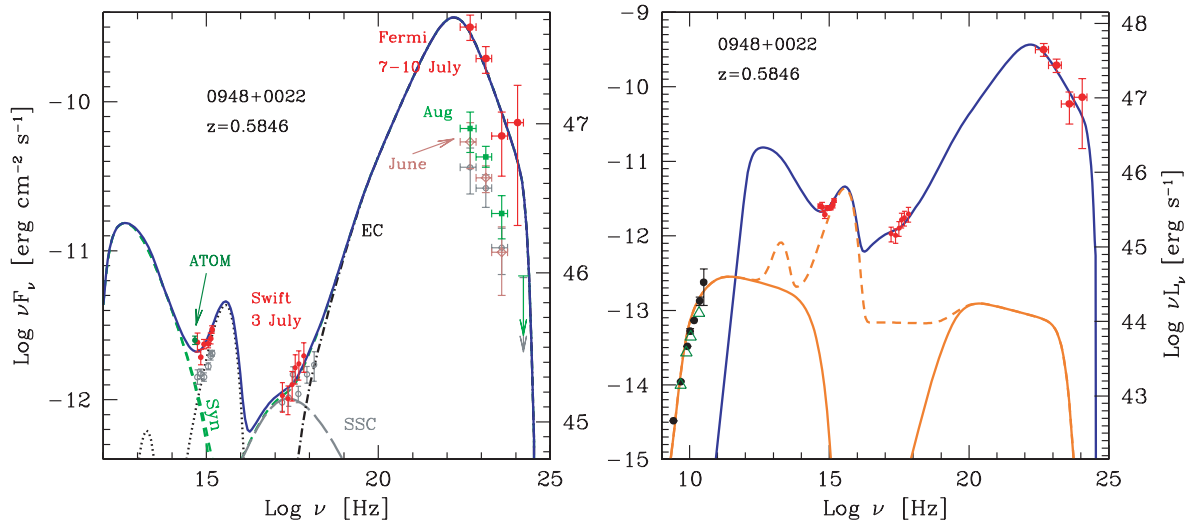 0948+0022
z=0.5846
Fermi
7-10 July
Aug
June
EC
ATOM
Swift
3 July
Syn
SSC
-10
-11
-12
47
46
45
15
20
25
Log ν [Hz]
Log νFν [erg cm−2 s−1]
0948+0022
z=0.5846
-9
-10
-11
-12
-13
-14
-15
48
47
46
45
44
43
10
15
20
25
Log ν [Hz]
Log νLν [erg s−1]